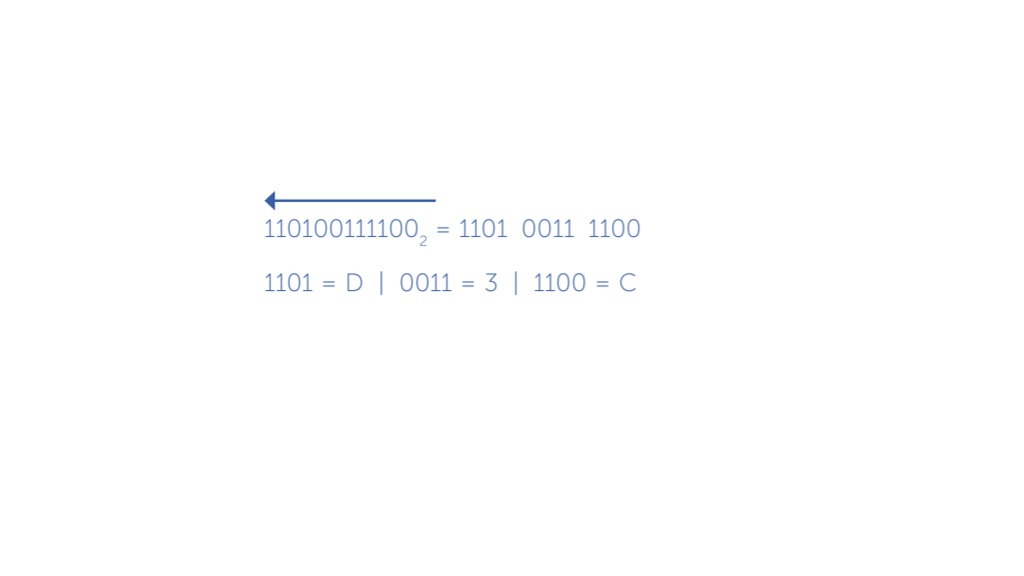 110100111100₂ = 1101 0011 1100
1101 = D | 0011 = 3 | 1100 = C